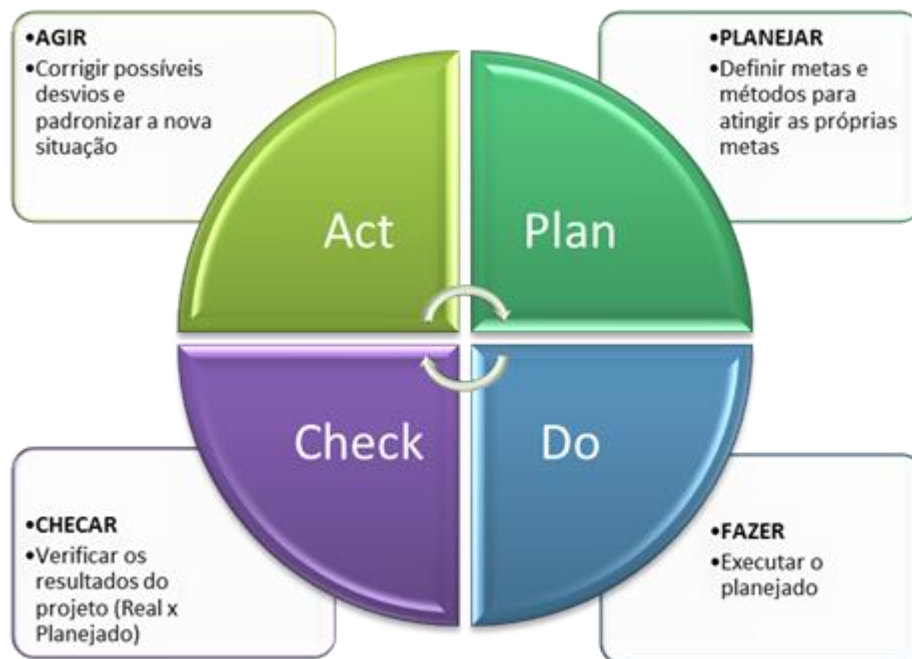 •AGIR
•Corrigir possíveis
desvios e
padronizar a nova
situação
•PLANEJAR
•Definir metas e
métodos para
atingir as próprias
metas
Act
Plan
Check
Do
•CHECAR
•Verificar os
resultados do
projeto (Real x
Planejado)
•FAZER
•Executar o
planejado